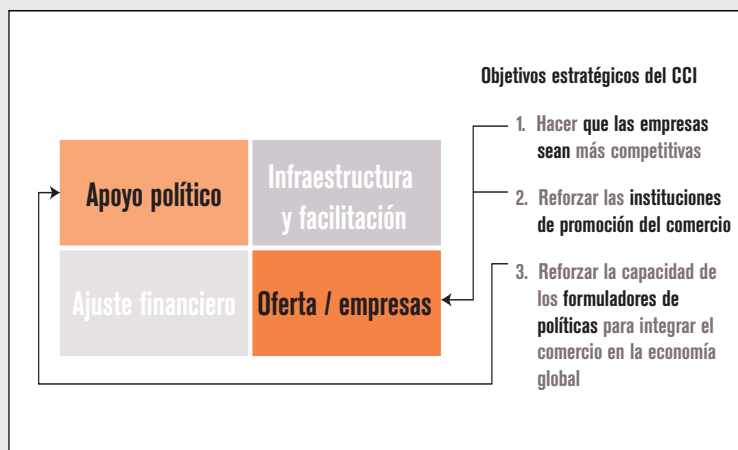 Objetivos estratégicos del CCI
1. Hacer que las empresas
sean más competitivas
2. Reforzar las instituciones
de promoción del comercio
3. Reforzar la capacidad de
los formuladores de
políticas para integrar el
comercio en la economía
global
Apoyo político
Infraestructura
y facilitación
Ajuste financiero
Oferta / empresas